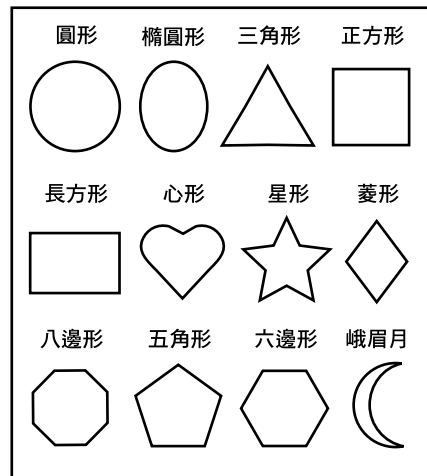 圓形 橢圓形 三角形 正方形
長方形 心形 星形 菱形
八邊形 五角形 六邊形 峨眉月